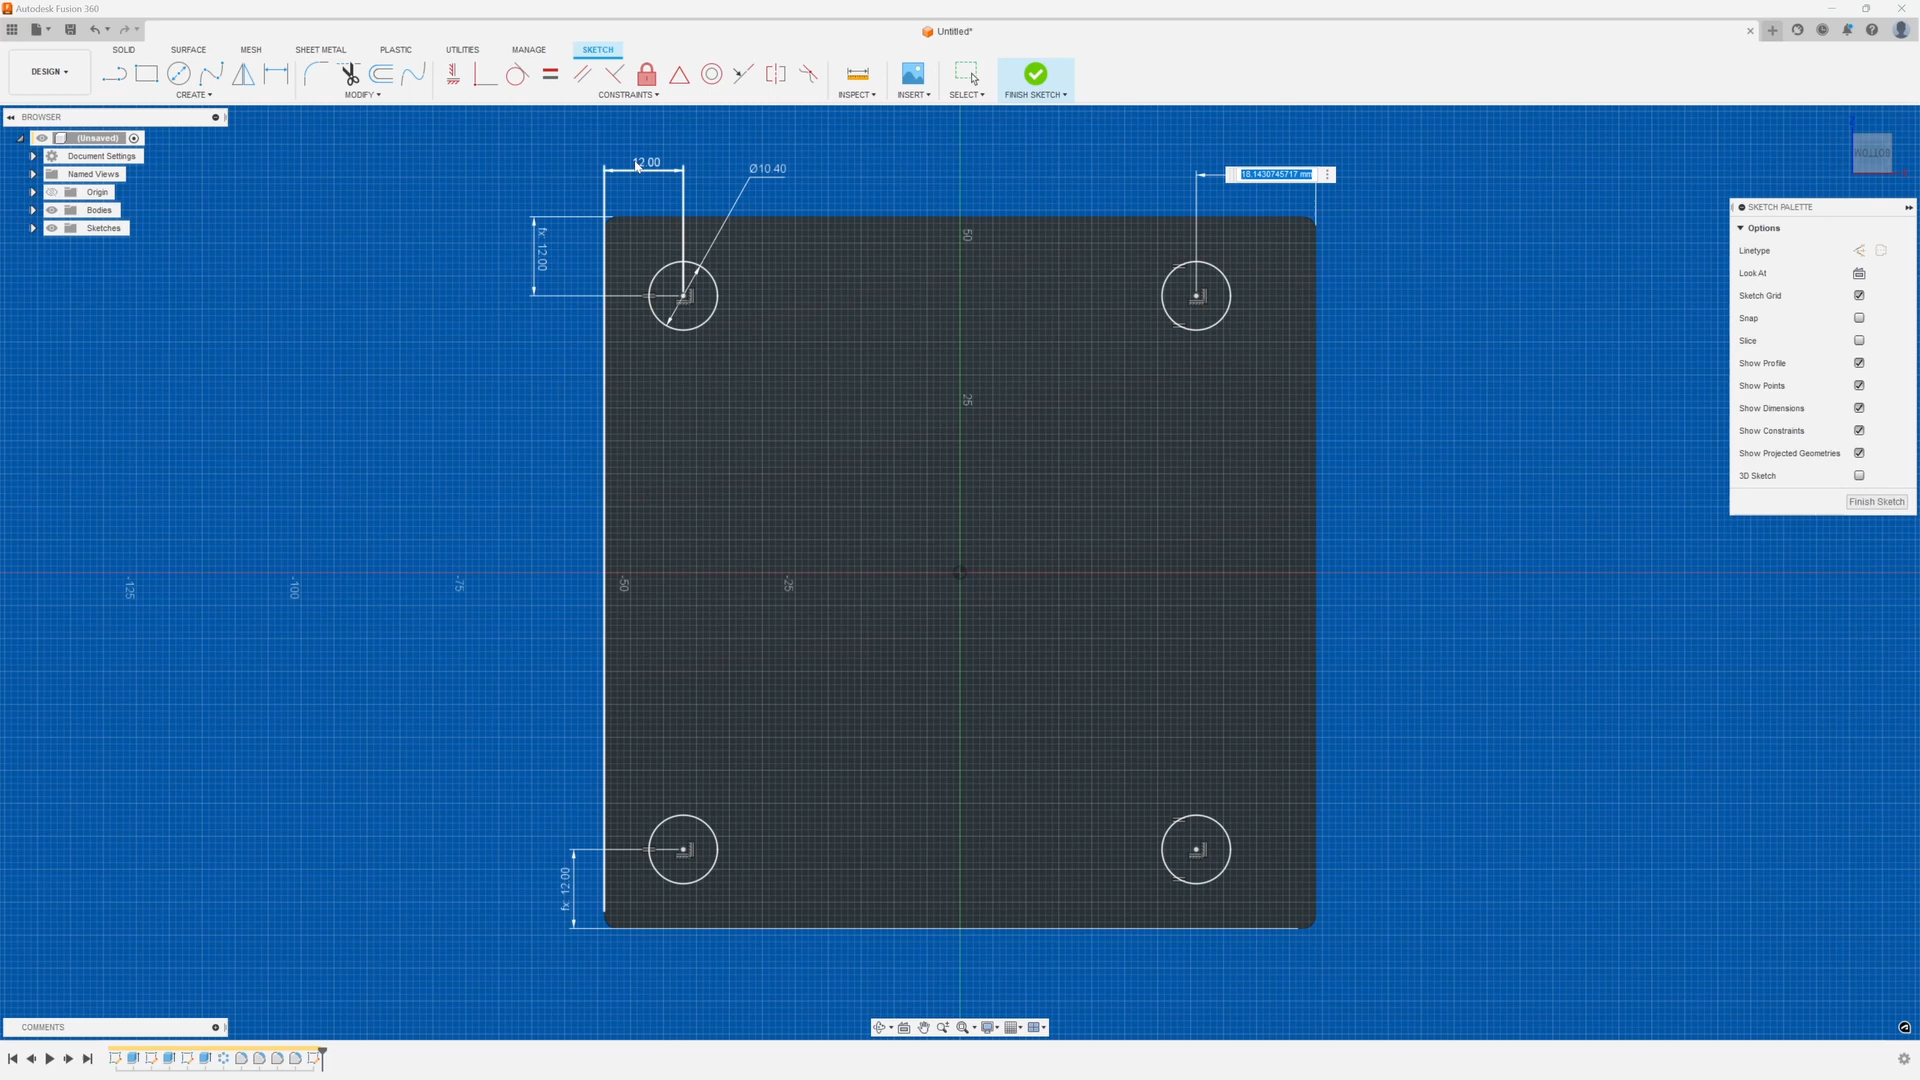 Autodesk Fusion 360
Untitled*
DESIGN
SOLID
SURFACE
MESH
SHEET METAL
PLASTIC
UTILITIES
MANAGE
SKETCH
CREATE
MODIFY
CONSTRAINTS
INSPECT
INSERT
SELECT
FINISH SKETCH
BROWSER
(Unsaved)
Document Settings
Named Views
Origin
Bodies
Sketches
12.00
Ø10.40
18.1430745717 mm
BOTTOM
fx: 12.00
50
25
-125
-100
-75
-50
-25
fx: 12.00
SKETCH PALETTE
Options
Linetype
Look At
Sketch Grid
Snap
Slice
Show Profile
Show Points
Show Dimensions
Show Constraints
Show Projected Geometries
3D Sketch
Finish Sketch
COMMENTS